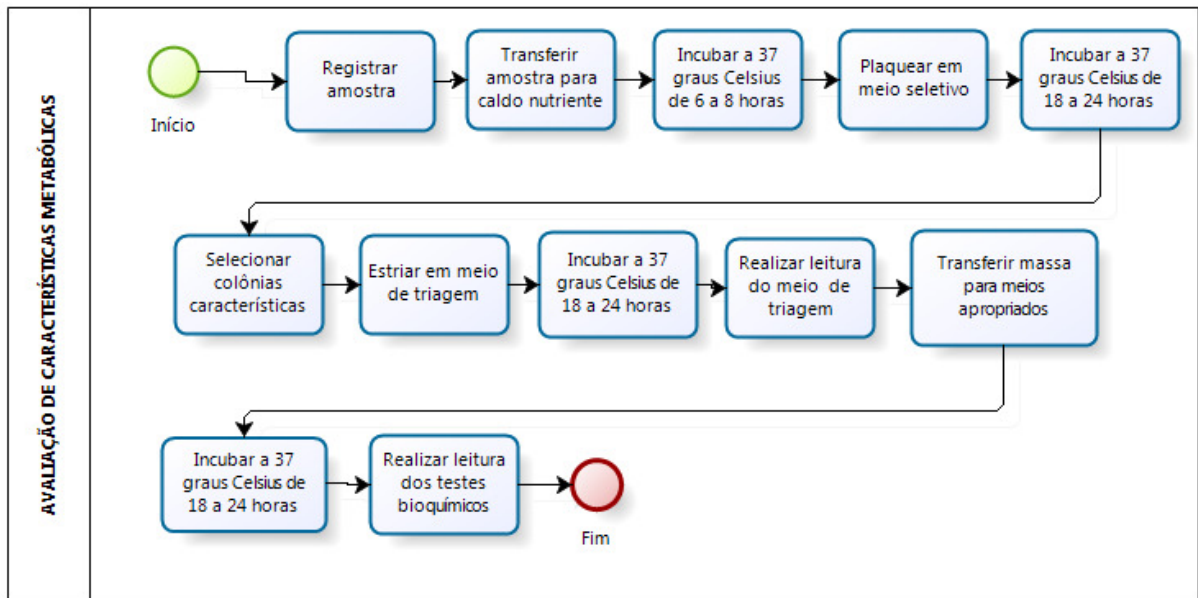 AVALIAÇÃO DE CARACTERÍSTICAS METABÓLICAS
Início
Registrar
amostra
Transferir
amostra para
caldo nutriente
Incubar a 37
graus Celsius
de 6 a 8 horas
Plaquear em
meio seletivo
Incubar a 37
graus Celsius de
18 a 24 horas
Selecionar
colônias
características
Estriar em meio
de triagem
Incubar a 37
graus Celsius de
18 a 24 horas
Realizar leitura
do meio de
triagem
Transferir massa
para meios
apropriados
Incubar a 37
graus Celsius de
18 a 24 horas
Realizar leitura
dos testes
bioquímicos
Fim